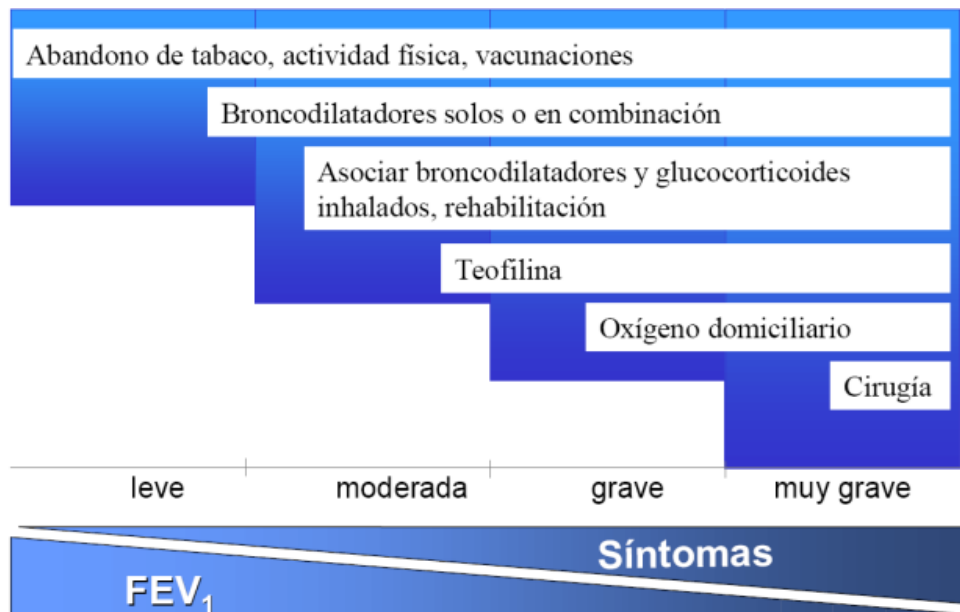 Abandono de tabaco, actividad física, vacunaciones
Broncodilatadores solos o en combinación
Asociar broncodilatadores y glucocorticoides
inhalados, rehabilitación
Teofilina
Oxígeno domiciliario
Cirugía
leve moderada grave muy grave
Síntomas
FEV₁